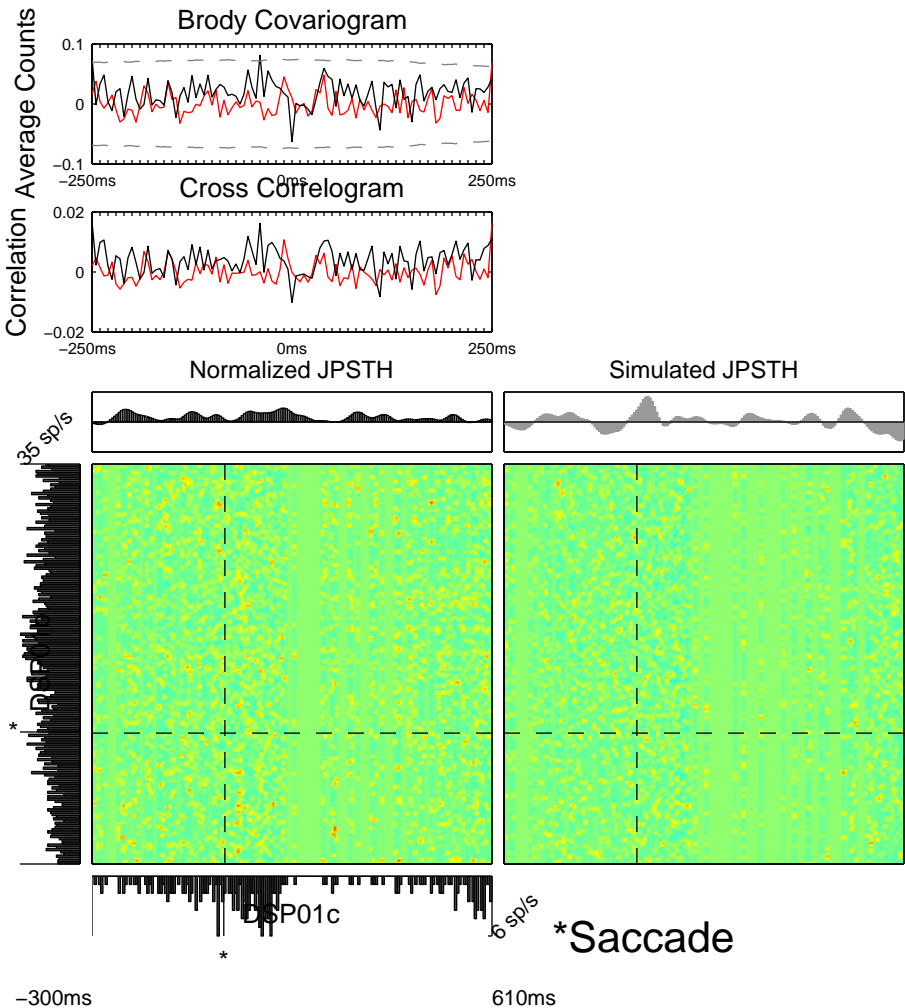 Brody Covariogram
Average Counts
0.1
0
−0.1
−250ms
0ms
250ms
Cross Correlogram
Correlation
0.02
0
−0.02
−250ms
0ms
250ms
Normalized JPSTH
Simulated JPSTH
35 sp/s
*
DSP01c
6 sp/s
*
*Saccade
−300ms
610ms